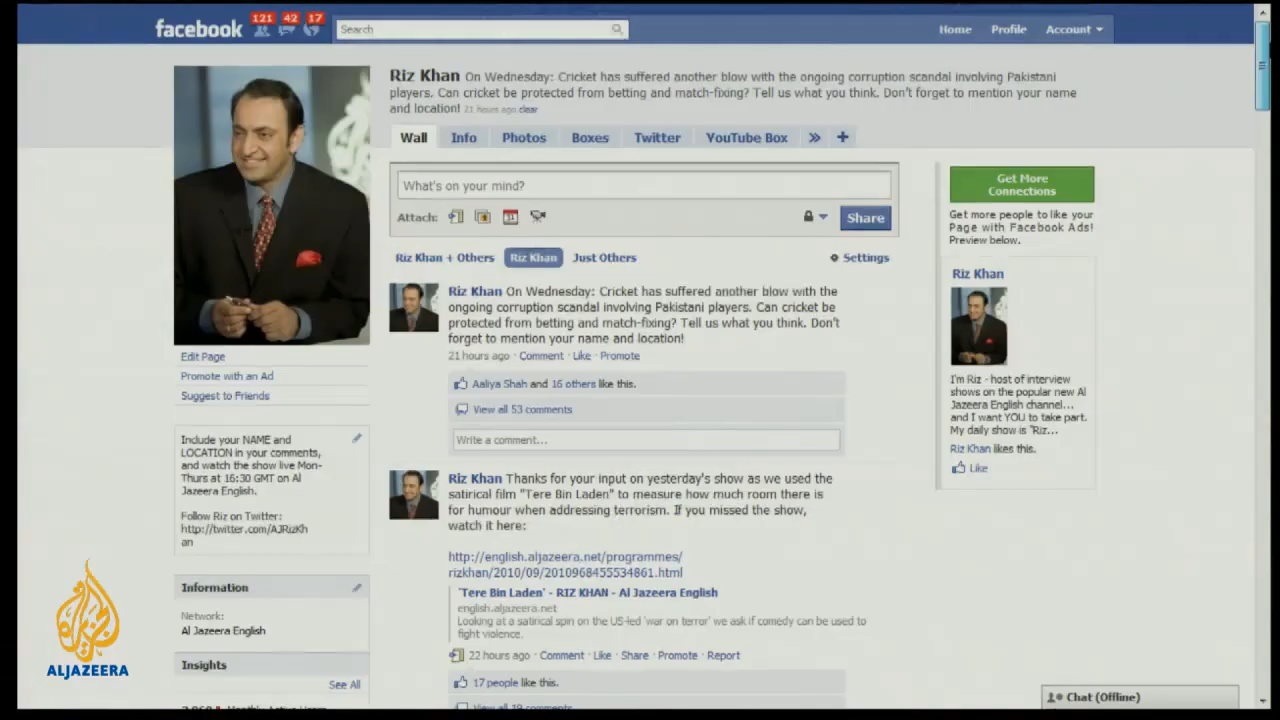 facebook
121 42 17
Search
Home Profile Account
Riz Khan On Wednesday: Cricket has suffered another blow with the ongoing corruption scandal involving Pakistani
players. Can cricket be protected from betting and match-fixing? Tell us what you think. Don't forget to mention your name
and location! 21 hours ago clear
Wall Info Photos Boxes Twitter YouTube Box » +
What's on your mind?
Attach: 31 Share
Riz Khan + Others Riz Khan Just Others Settings
Riz Khan On Wednesday: Cricket has suffered another blow with the
ongoing corruption scandal involving Pakistani players. Can cricket be
protected from betting and match-fixing? Tell us what you think. Don't
forget to mention your name and location!
21 hours ago · Comment · Like · Promote
Aaliya Shah and 16 others like this.
View all 53 comments
Write a comment...
Riz Khan Thanks for your input on yesterday's show as we used the
satirical film "Tere Bin Laden" to measure how much room there is
for humour when addressing terrorism. If you missed the show,
watch it here:
http://english.aljazeera.net/programmes/
rizkhan/2010/09/2010968455534861.html
'Tere Bin Laden' - RIZ KHAN - Al Jazeera English
english.aljazeera.net
Looking at a satirical spin on the US-led 'war on terror' we ask if comedy can be used to
fight violence.
22 hours ago · Comment · Like · Share · Promote · Report
17 people like this.
View all 19 comments
Edit Page
Promote with an Ad
Suggest to Friends
Include your NAME and
LOCATION in your comments,
and watch the show live Mon-
Thurs at 16:30 GMT on Al
Jazeera English.
Follow Riz on Twitter:
http://twitter.com/AJRizKh
an
Information
Network:
Al Jazeera English
Insights
See All
Monthly Active Users
Get More
Connections
Get more people to like your
Page with Facebook Ads!
Preview below.
Riz Khan
I'm Riz - host of interview
shows on the popular new Al
Jazeera English channel...
and I want YOU to take part.
My daily show is "Riz...
Riz Khan likes this.
Like
Chat (Offline)
ALJAZEERA